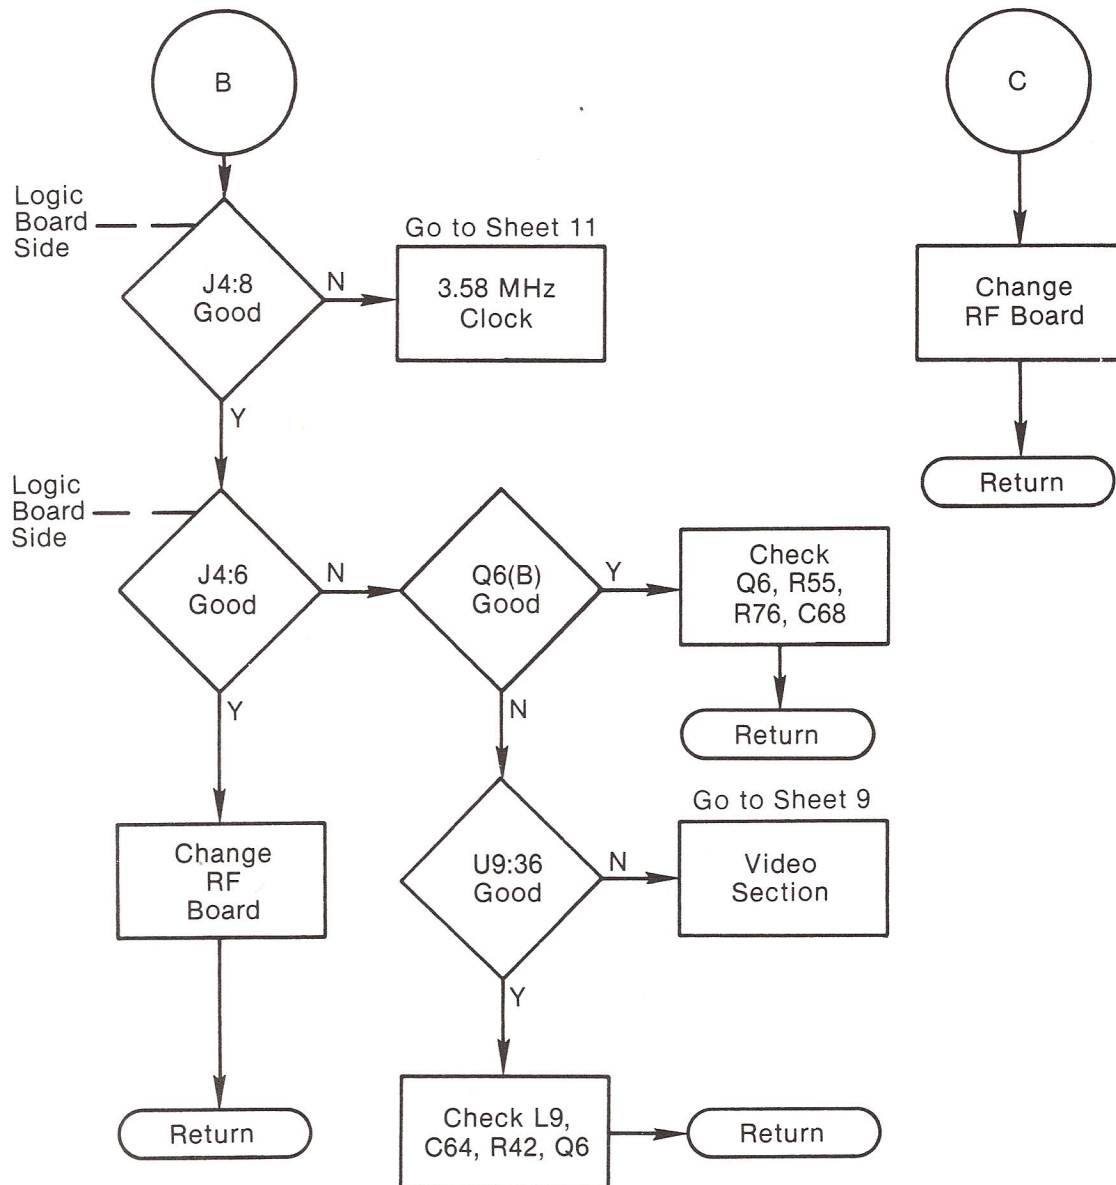 B
C
Logic
Board
Side
J4:8
Good
N
Go to Sheet 11
3.58 MHz
Clock
Change
RF Board
Y
Return
Logic
Board
Side
J4:6
Good
N
Q6(B)
Good
Y
Check
Q6, R55,
R76, C68
Y
N
Return
Go to Sheet 9
Change
RF
Board
U9:36
Good
N
Video
Section
Y
Return
Check L9,
C64, R42, Q6
Return